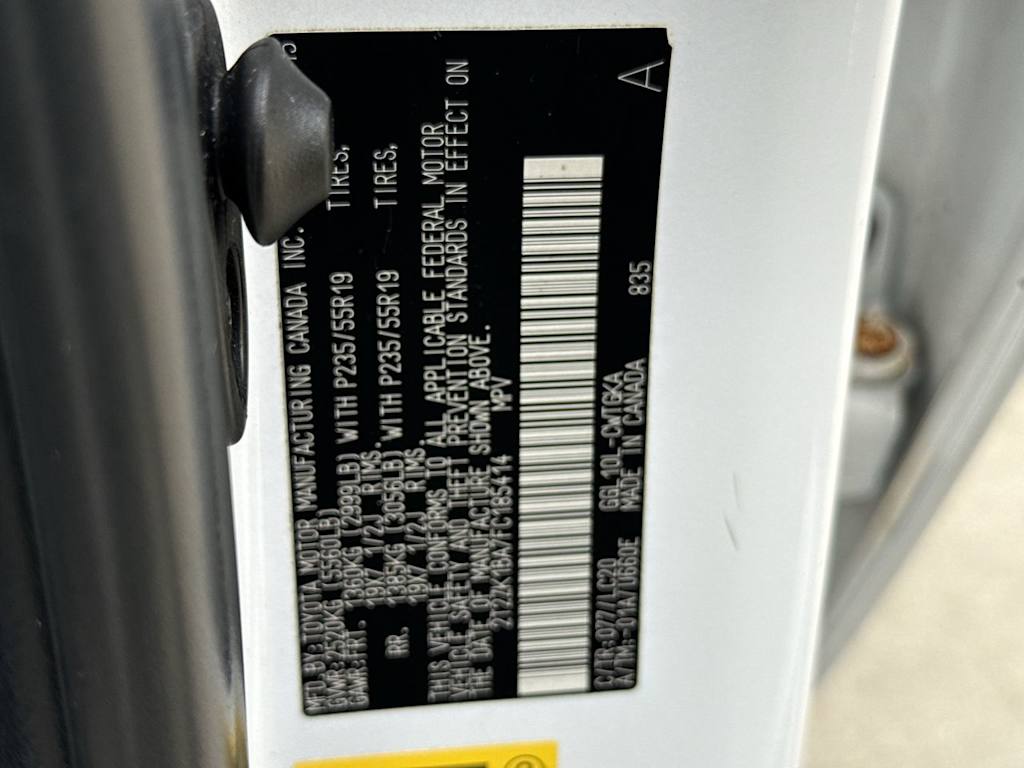 MFD.BY:TOYOTA MOTOR MANUFACTURING CANADA INC.
GVWR:2520KG (5560LB)
GAWR:FRT. 1360KG (2999LB) WITH P235/55R19 TIRES,
19X7 1/2J RIMS.
RR. 1385KG (3056LB) WITH P235/55R19 TIRES,
19X7 1/2J RIMS.
THIS VEHICLE CONFORMS TO ALL APPLICABLE FEDERAL MOTOR
VEHICLE SAFETY AND THEFT PREVENTION STANDARDS IN EFFECT ON
THE DATE OF MANUFACTURE SHOWN ABOVE.
MPV
C/TR:077/LC20 GGL10L-CWTGKA 835
A/TM:-01A/U660E MADE IN CANADA
A